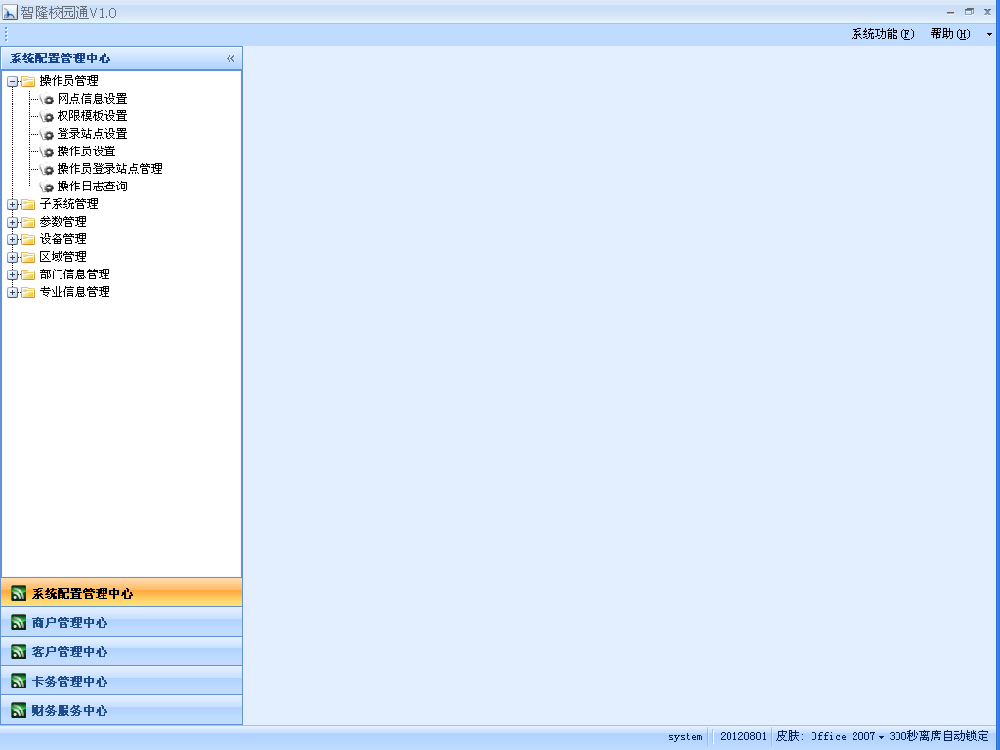 智隆校园通V1.0
系统功能(F) 帮助(H)
系统配置管理中心
操作员管理
网点信息设置
权限模板设置
登录站点设置
操作员设置
操作员登录站点管理
操作日志查询
子系统管理
参数管理
设备管理
区域管理
部门信息管理
专业信息管理
系统配置管理中心
商户管理中心
客户管理中心
卡务管理中心
财务服务中心
system 20120801 皮肤: Office 2007 300秒离席自动锁定